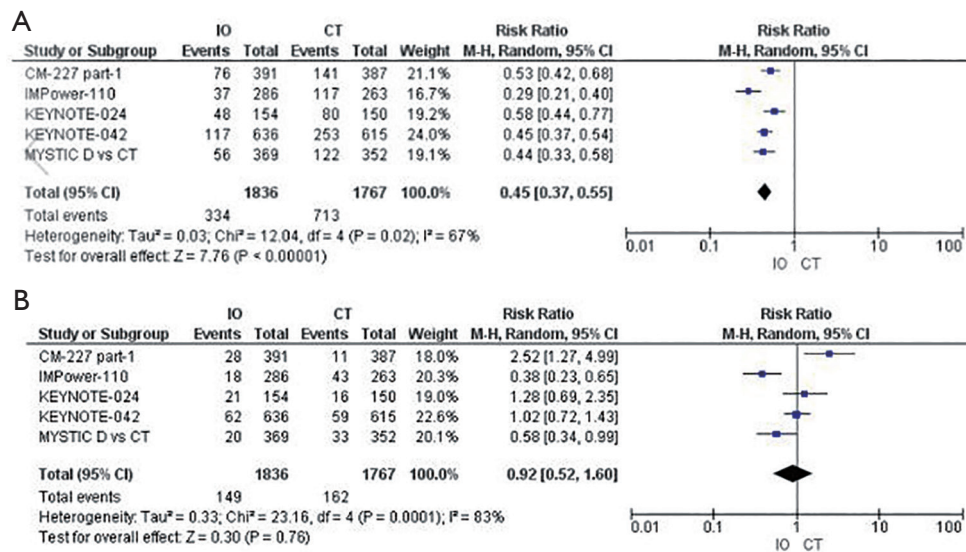 A
IO CT Risk Ratio Risk Ratio
Study or Subgroup Events Total Events Total Weight M-H, Random, 95% CI M-H, Random, 95% CI
CM-227 part-1 76 391 141 387 21.1% 0.53 [0.42, 0.68]
IMPower-110 37 286 117 263 16.7% 0.29 [0.21, 0.40]
KEYNOTE-024 48 154 80 150 19.2% 0.58 [0.44, 0.77]
KEYNOTE-042 117 636 253 615 24.0% 0.45 [0.37, 0.54]
MYSTIC D vs CT 56 369 122 352 19.1% 0.44 [0.33, 0.58]
Total (95% CI) 1836 1767 100.0% 0.45 [0.37, 0.55]
Total events 334 713
Heterogeneity: Tau² = 0.03; Chi² = 12.04, df = 4 (P = 0.02); I² = 67%
Test for overall effect: Z = 7.76 (P < 0.00001)
0.01 0.1 1 10 100
IO CT
B
IO CT Risk Ratio Risk Ratio
Study or Subgroup Events Total Events Total Weight M-H, Random, 95% CI M-H, Random, 95% CI
CM-227 part-1 28 391 11 387 18.0% 2.52 [1.27, 4.99]
IMPower-110 18 286 43 263 20.3% 0.38 [0.23, 0.65]
KEYNOTE-024 21 154 16 150 19.0% 1.28 [0.69, 2.35]
KEYNOTE-042 62 636 59 615 22.6% 1.02 [0.72, 1.43]
MYSTIC D vs CT 20 369 33 352 20.1% 0.58 [0.34, 0.99]
Total (95% CI) 1836 1767 100.0% 0.92 [0.52, 1.60]
Total events 149 162
Heterogeneity: Tau² = 0.33; Chi² = 23.16, df = 4 (P = 0.0001); I² = 83%
Test for overall effect: Z = 0.30 (P = 0.76)
0.01 0.1 1 10 100
IO CT